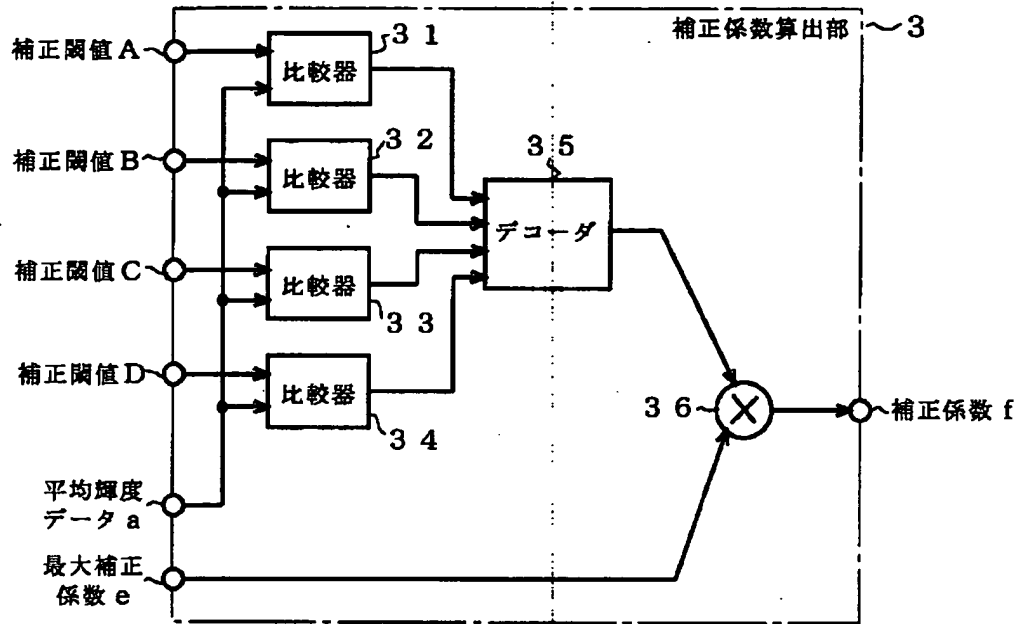 補正係数算出部 3
補正閾値A
31
比較器
補正閾値B
32
比較器
35
デコーダ
補正閾値C
比較器
33
補正閾値D
比較器
34
36
補正係数f
平均輝度
データa
最大補正
係数e